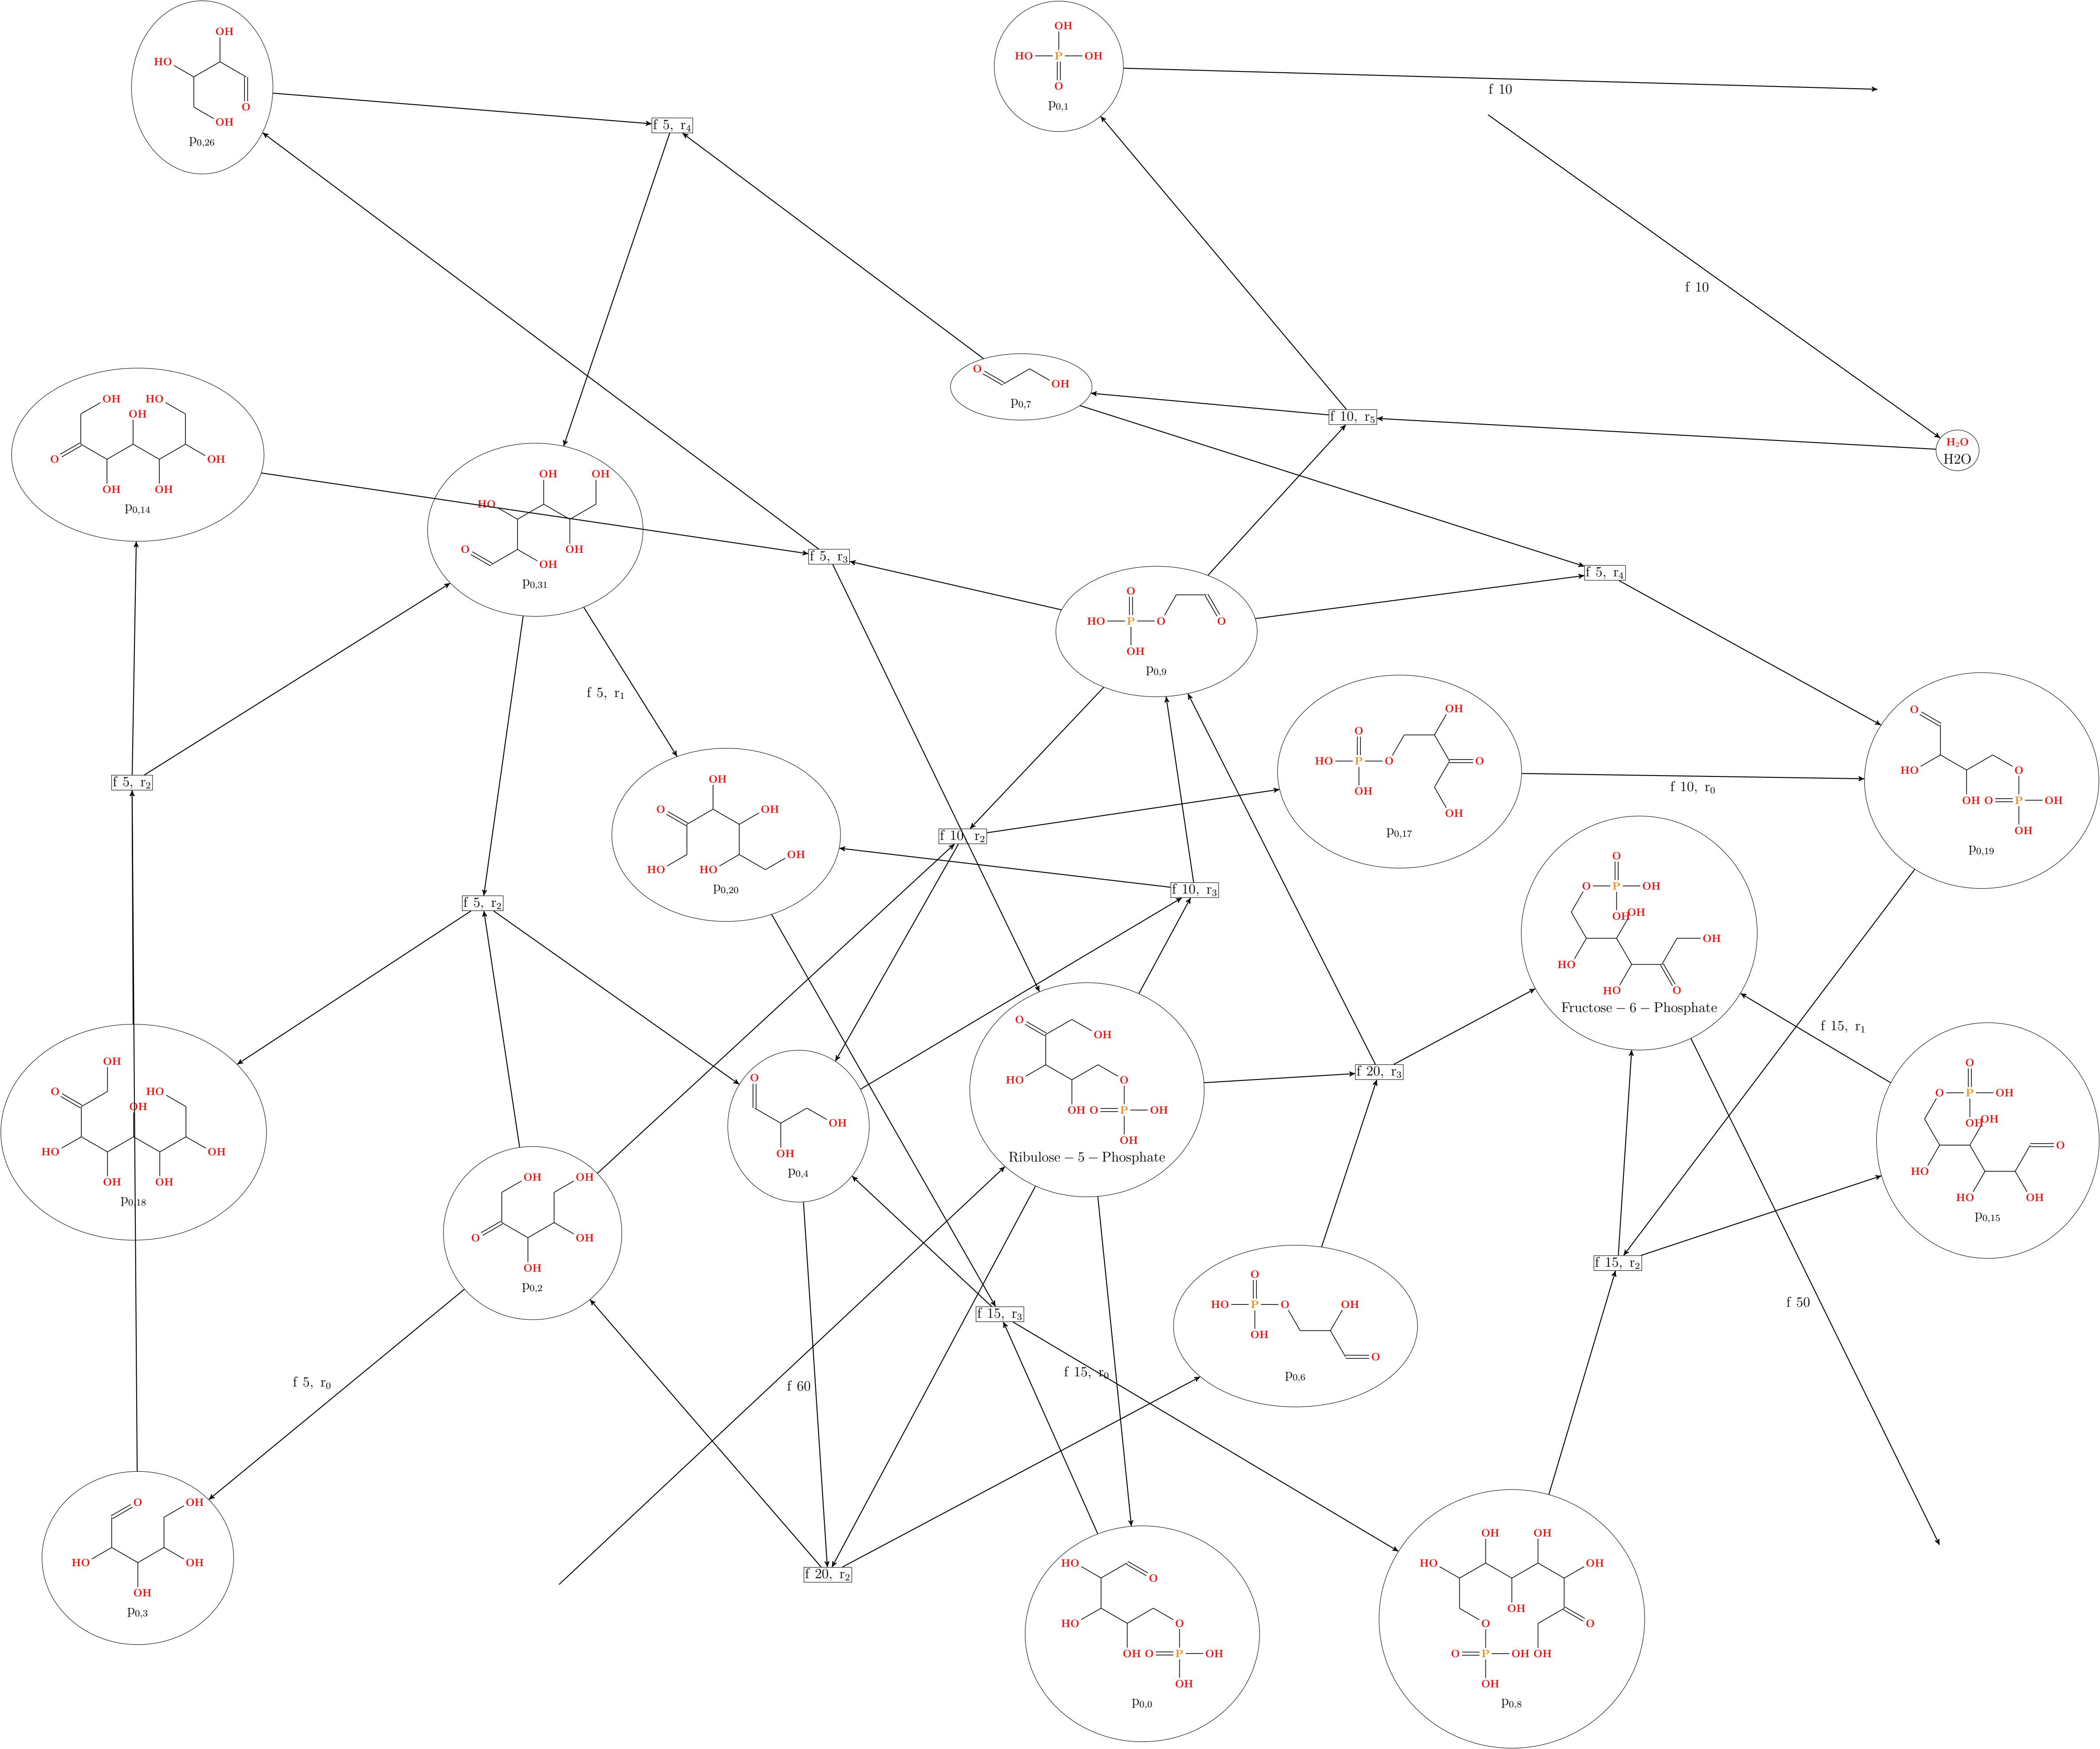 OH
HO
O
OH
p0,26
OH
HO P OH
O
p0,1
f 10
f 5, r4
f 10
O
OH
p0,7
f 10, r5
H2O
H2O
OH HO
OH
O OH
OH OH
p0,14
OH OH
HO
O OH
OH
p0,31
f 5, r3
f 5, r4
O
HO P O O
OH
p0,9
f 5, r1
f 5, r2
OH
O
HO P O O
OH
OH
p0,17
f 10, r0
O
HO O
OH O P OH
OH
p0,19
OH
O OH
HO HO OH
p0,20
f 10, r2
f 10, r3
f 5, r2
O
O P OH
OH OH
OH
HO
HO O
Fructose − 6 − Phosphate
f 15, r1
OH
O HO
OH
HO OH
OH OH
p0,18
O
OH
OH
p0,4
O OH
HO O
OH O P OH
OH
Ribulose − 5 − Phosphate
f 20, r3
O
O P OH
OH OH
O
HO
HO OH
p0,15
OH OH
O OH
OH
p0,2
f 15, r2
f 15, r3
O
HO P O OH
OH
O
p0,6
f 50
f 5, r0
f 60
f 15, r0
O OH
HO OH
OH
p0,3
f 20, r2
HO
O
HO O
OH O P OH
OH
p0,0
OH OH
HO OH
OH
O O
O P OH OH
OH
p0,8